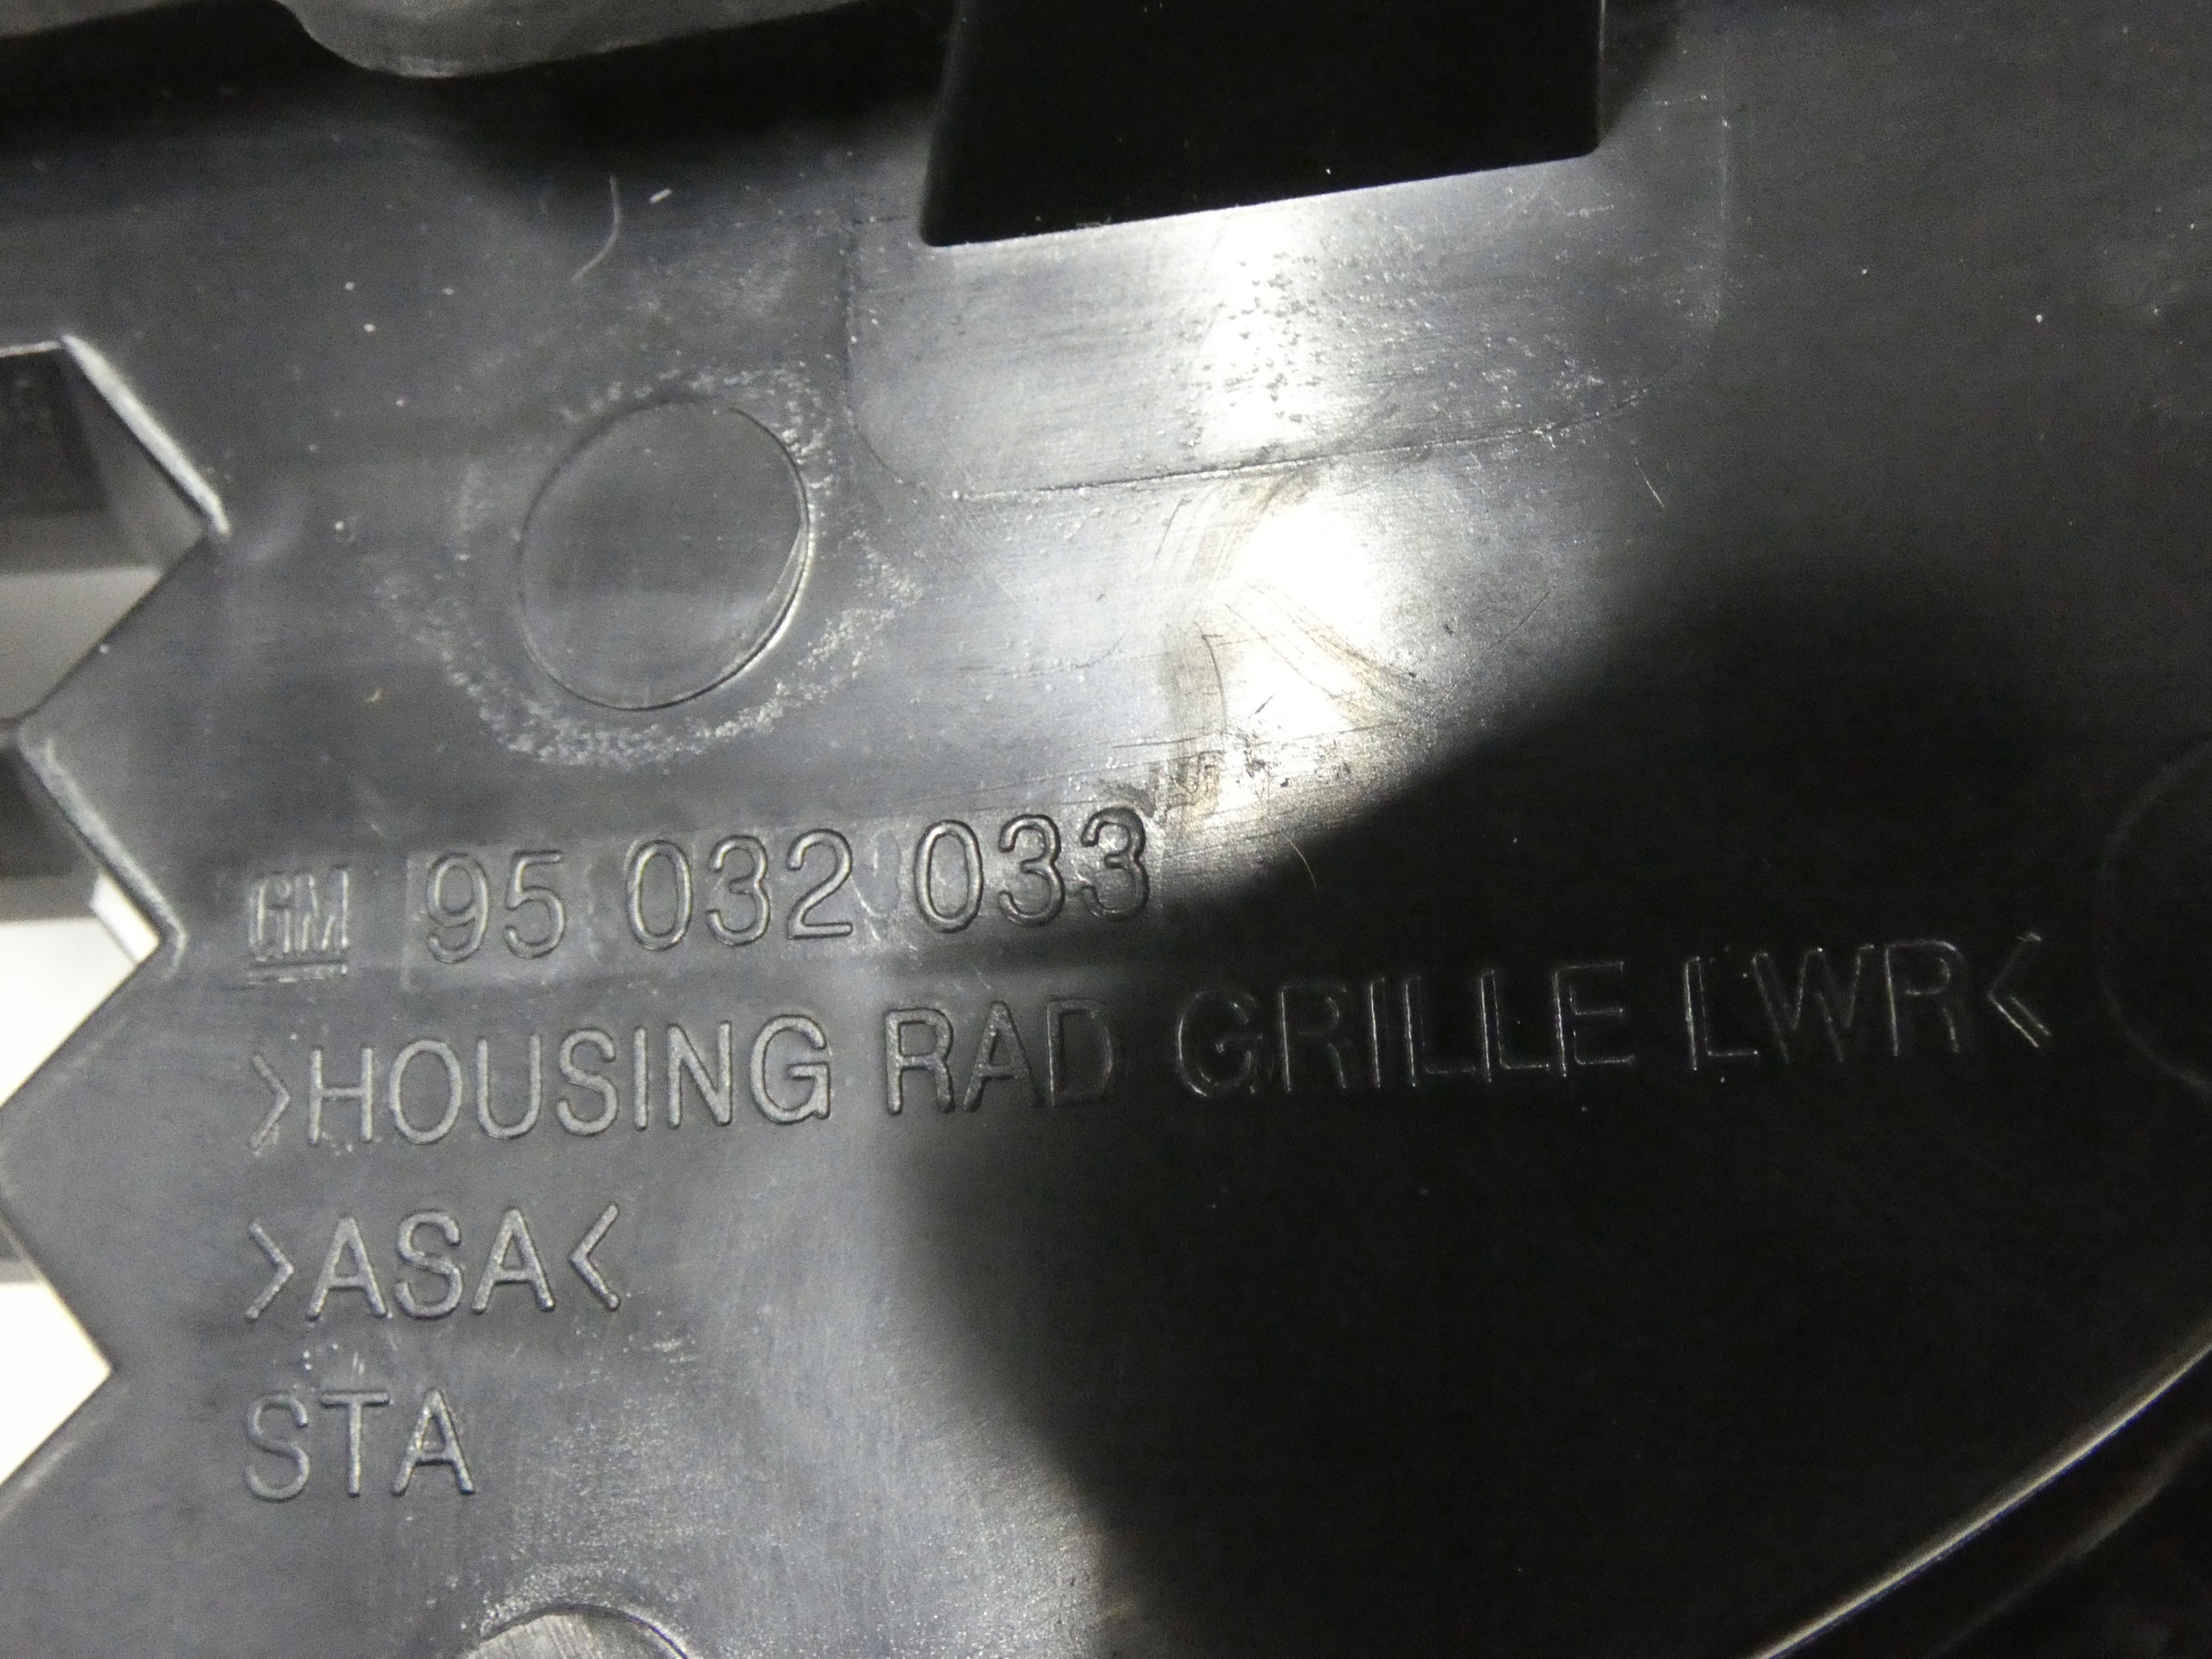 GM 95 032 033
>HOUSING RAD GRILLE LWR<
>ASA<
STA